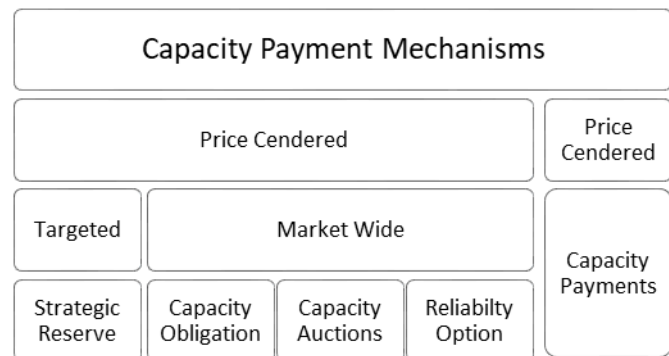 Capacity Payment Mechanisms
Price Cendered
Price
Cendered
Targeted
Market Wide
Capacity
Payments
Strategic
Reserve
Capacity
Obligation
Capacity
Auctions
Reliabilty
Option